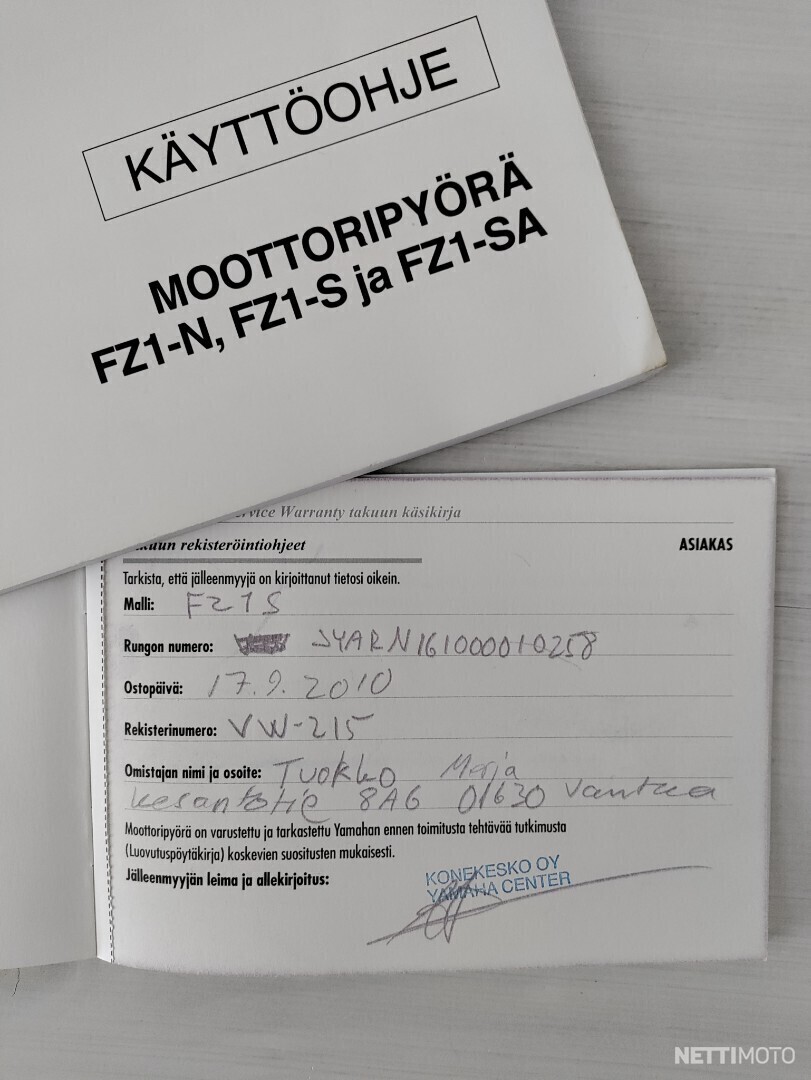 KÄYTTÖOHJE
MOOTTORIPYÖRÄ
FZ1-N, FZ1-S ja FZ1-SA
Warranty takuun käsikirja
rekisteröintiohjeet ASIAKAS
Tarkista, että jälleenmyyjä on kirjoittanut tietosi oikein.
Malli: FZ1S
Rungon numero: JYARN161000010258
Ostopäivä: 17.9.2010
Rekisterinumero: VW-215
Omistajan nimi ja osoite: Tuokko Merja
Kesantotie 8A6 01630 Vantaa
Moottoripyörä on varustettu ja tarkastettu Yamahan ennen toimitusta tehtävää tutkimusta
(Luovutuspöytäkirja) koskevien suositusten mukaisesti.
Jälleenmyyjän leima ja allekirjoitus: KONEKESKO OY
YAMAHA CENTER
NETTIMOTO